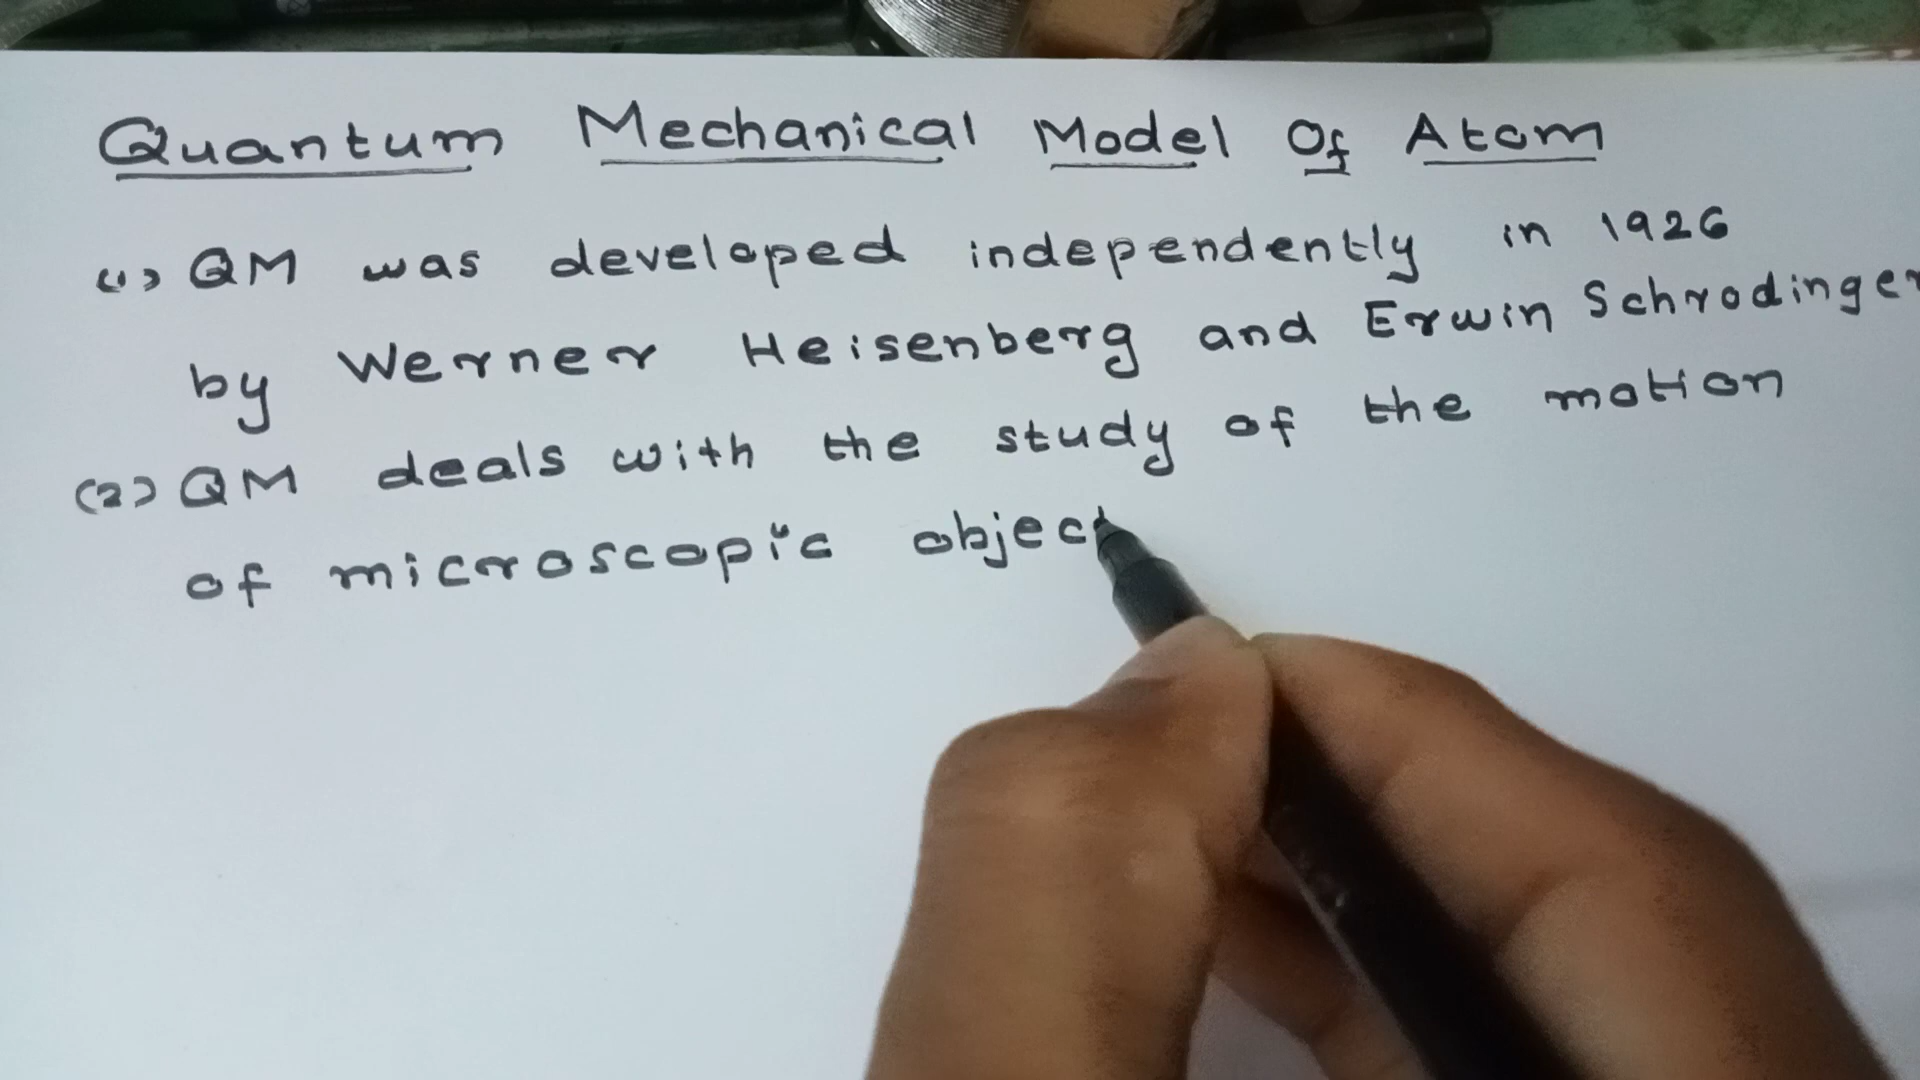 Quantum Mechanical Model Of Atom
(1) QM was developed independently in 1926
by Werner Heisenberg and Erwin Schrodinger
(2) QM deals with the study of the motion
of microscopic object